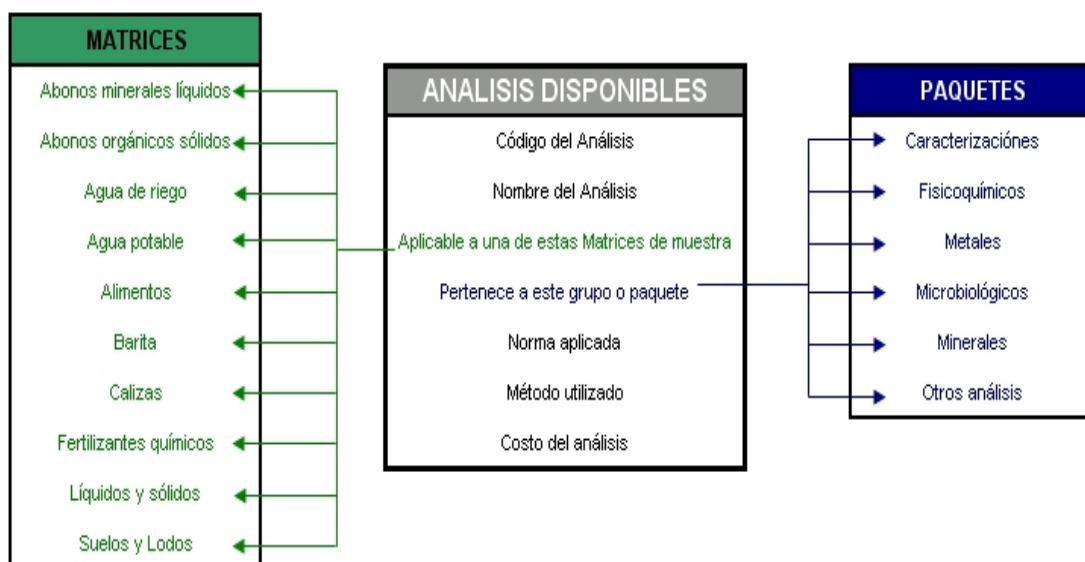 MATRICES
Abonos minerales líquidos
Abonos orgánicos sólidos
Agua de riego
Agua potable
Alimentos
Barita
Calizas
Fertilizantes químicos
Líquidos y sólidos
Suelos y Lodos
ANALISIS DISPONIBLES
Código del Análisis
Nombre del Análisis
Aplicable a una de estas Matrices de muestra
Pertenece a este grupo o paquete
Norma aplicada
Método utilizado
Costo del análisis
PAQUETES
Caracterizaciónes
Fisicoquímicos
Metales
Microbiológicos
Minerales
Otros análisis